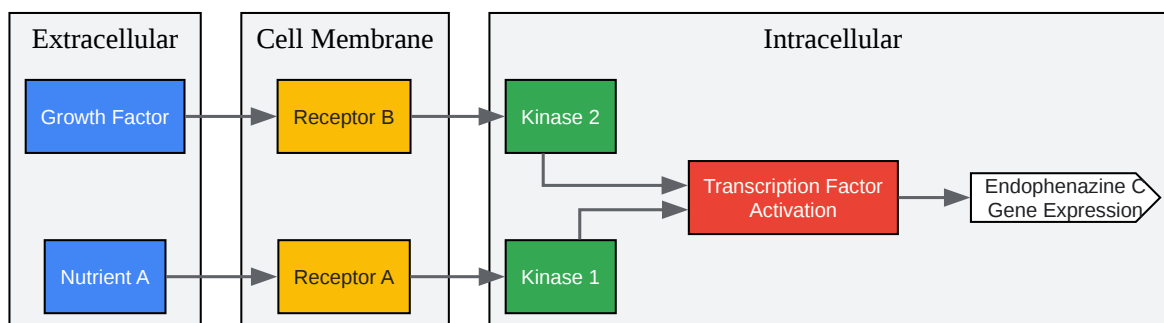 Extracellular
Cell Membrane
Intracellular
Growth Factor
Receptor B
Kinase 2
Transcription Factor
Activation
Endophenazine C
Gene Expression
Nutrient A
Receptor A
Kinase 1